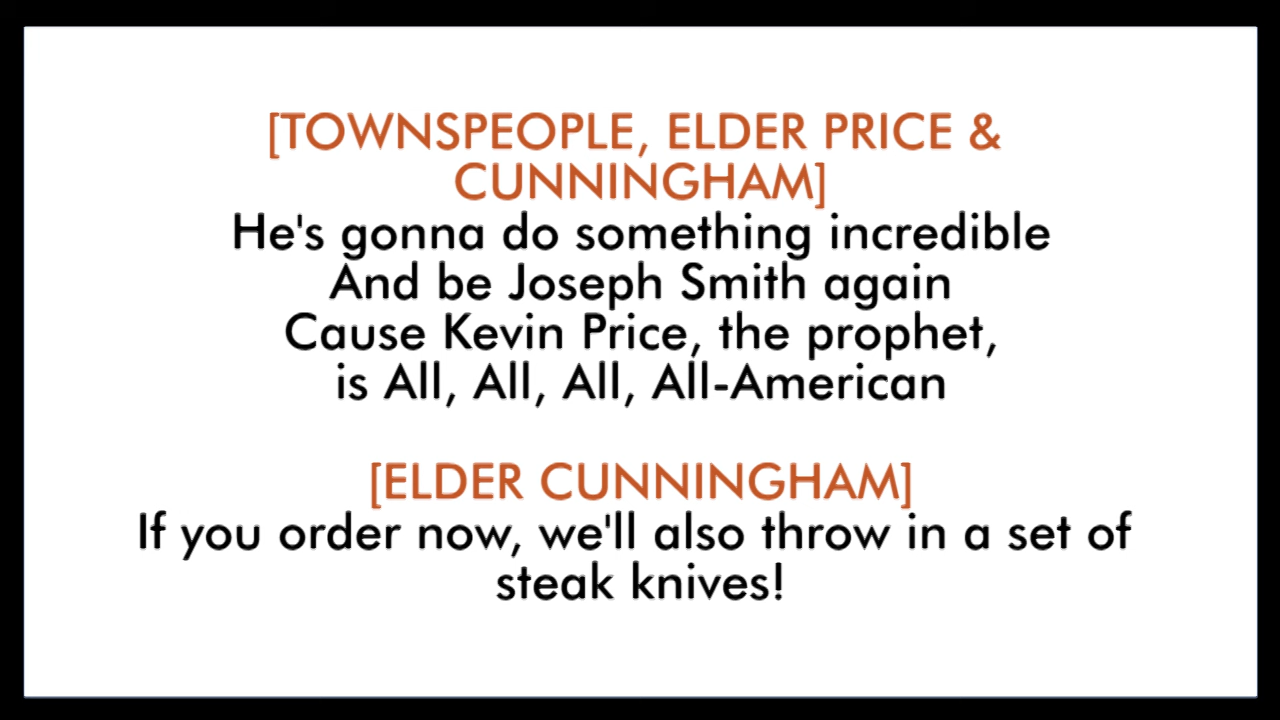 [TOWNSPEOPLE, ELDER PRICE &
CUNNINGHAM]
He's gonna do something incredible
And be Joseph Smith again
Cause Kevin Price, the prophet,
is All, All, All, All-American
[ELDER CUNNINGHAM]
If you order now, we'll also throw in a set of
steak knives!